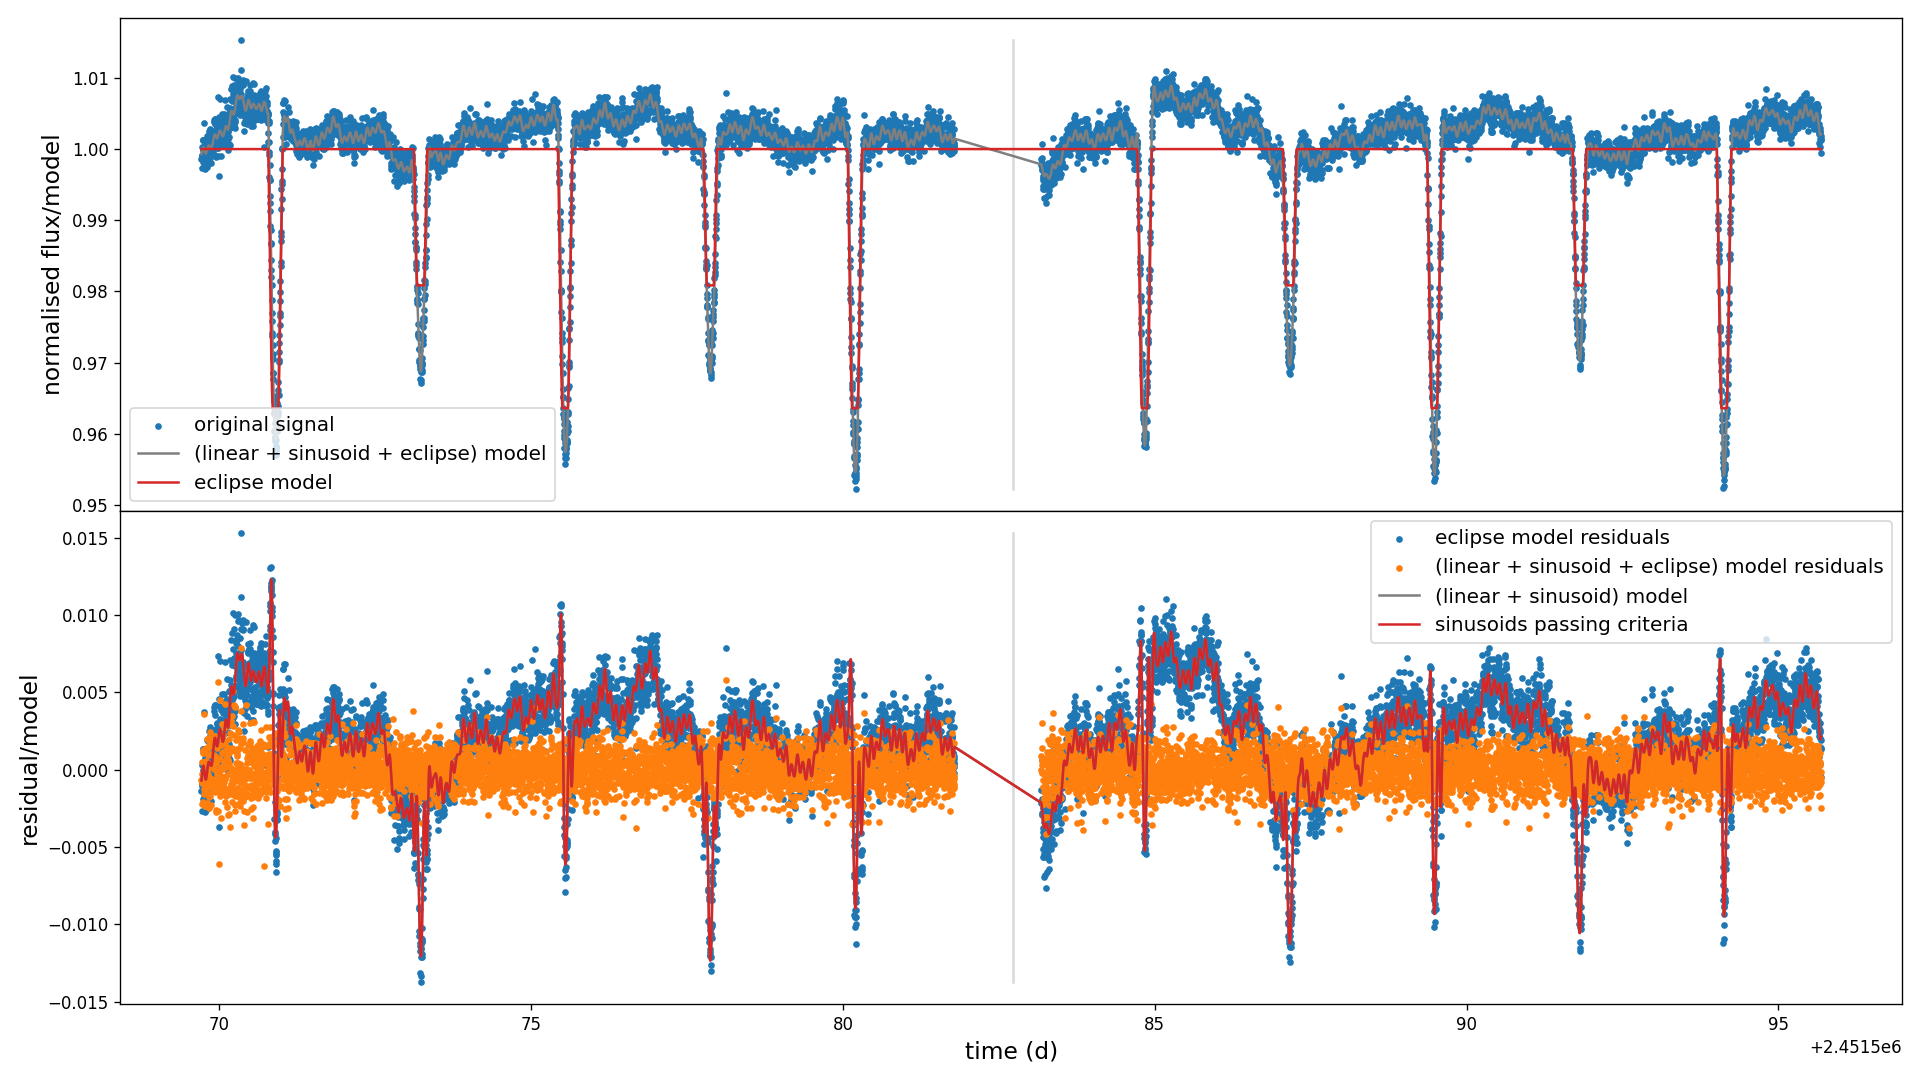 normalised flux/model
1.01
1.00
0.99
0.98
0.97
0.96
0.95
original signal
(linear + sinusoid + eclipse) model
eclipse model
residual/model
0.015
0.010
0.005
0.000
−0.005
−0.010
−0.015
eclipse model residuals
(linear + sinusoid + eclipse) model residuals
(linear + sinusoid) model
sinusoids passing criteria
70
75
80
85
90
95
time (d)
+2.4515e6